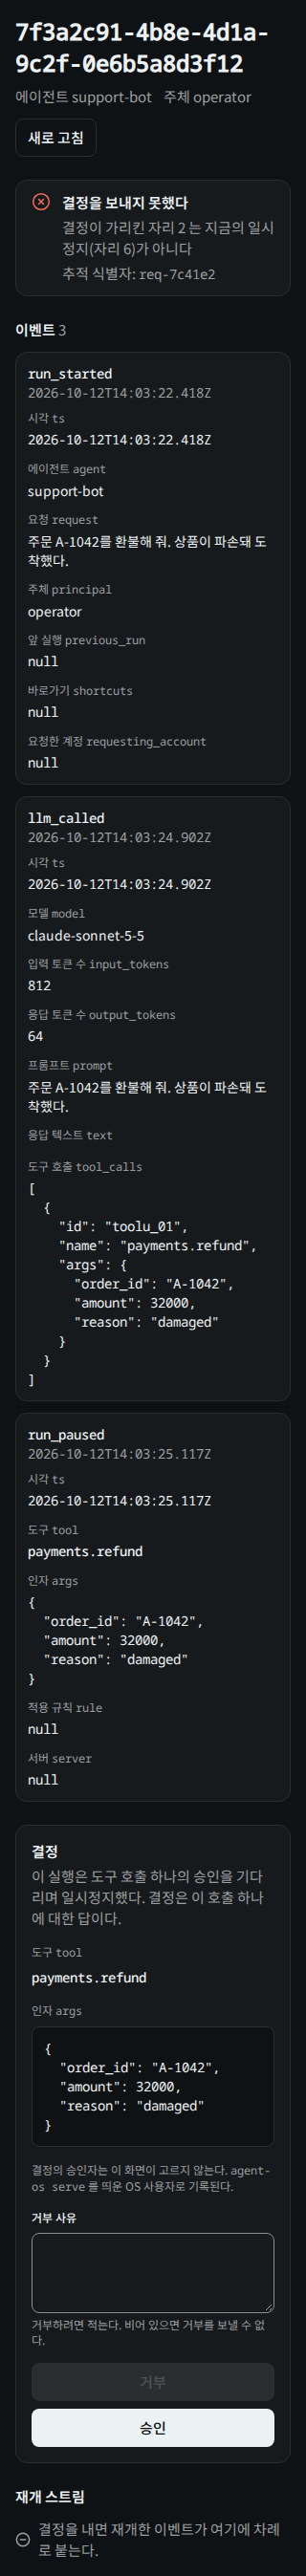 7f3a2c91-4b8e-4d1a-
9c2f-0e6b5a8d3f12
에이전트 support-bot 주체 operator
새로 고침
결정을 보내지 못했다
결정이 가리킨 자리 2 는 지금의 일시
정지(자리 6)가 아니다
추적 식별자: req-7c41e2
이벤트 3
run_started
2026-10-12T14:03:22.418Z
시각 ts
2026-10-12T14:03:22.418Z
에이전트 agent
support-bot
요청 request
주문 A-1042를 환불해 줘. 상품이 파손돼 도
착했다.
주체 principal
operator
앞 실행 previous_run
null
바로가기 shortcuts
null
요청한 계정 requesting_account
null
llm_called
2026-10-12T14:03:24.902Z
시각 ts
2026-10-12T14:03:24.902Z
모델 model
claude-sonnet-5-5
입력 토큰 수 input_tokens
812
응답 토큰 수 output_tokens
64
프롬프트 prompt
주문 A-1042를 환불해 줘. 상품이 파손돼 도
착했다.
응답 텍스트 text
도구 호출 tool_calls
[
  {
    "id": "toolu_01",
    "name": "payments.refund",
    "args": {
      "order_id": "A-1042",
      "amount": 32000,
      "reason": "damaged"
    }
  }
]
run_paused
2026-10-12T14:03:25.117Z
시각 ts
2026-10-12T14:03:25.117Z
도구 tool
payments.refund
인자 args
{
  "order_id": "A-1042",
  "amount": 32000,
  "reason": "damaged"
}
적용 규칙 rule
null
서버 server
null
결정
이 실행은 도구 호출 하나의 승인을 기다
리며 일시정지했다. 결정은 이 호출 하나
에 대한 답이다.
도구 tool
payments.refund
인자 args
{
  "order_id": "A-1042",
  "amount": 32000,
  "reason": "damaged"
}
결정의 승인자는 이 화면이 고르지 않는다. agent-
os serve 를 띄운 OS 사용자로 기록된다.
거부 사유
거부하려면 적는다. 비어 있으면 거부를 보낼 수 없
다.
거부
승인
재개 스트림
결정을 내면 재개한 이벤트가 여기에 차례
로 붙는다.